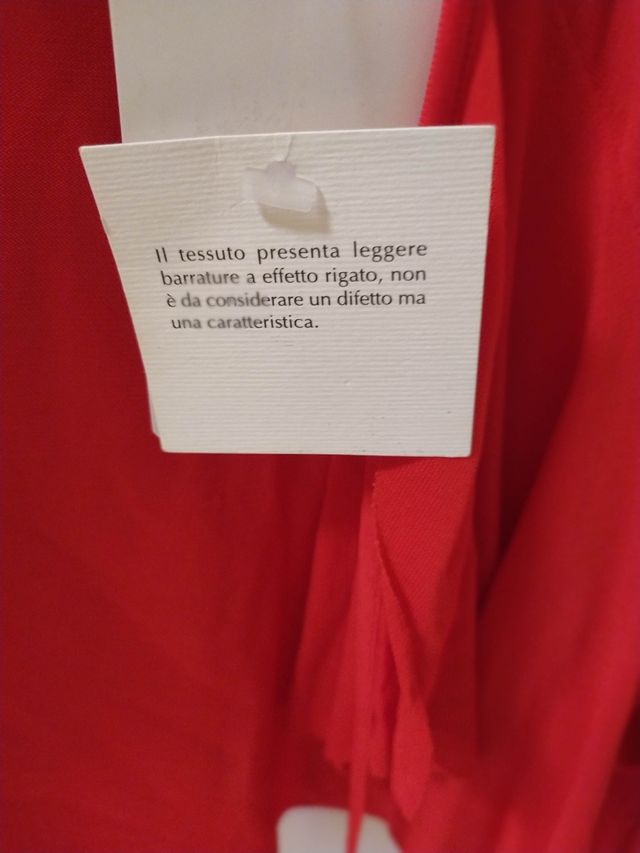 Il tessuto presenta leggere
barrature a effetto rigato, non
è da considerare un difetto ma
una caratteristica.